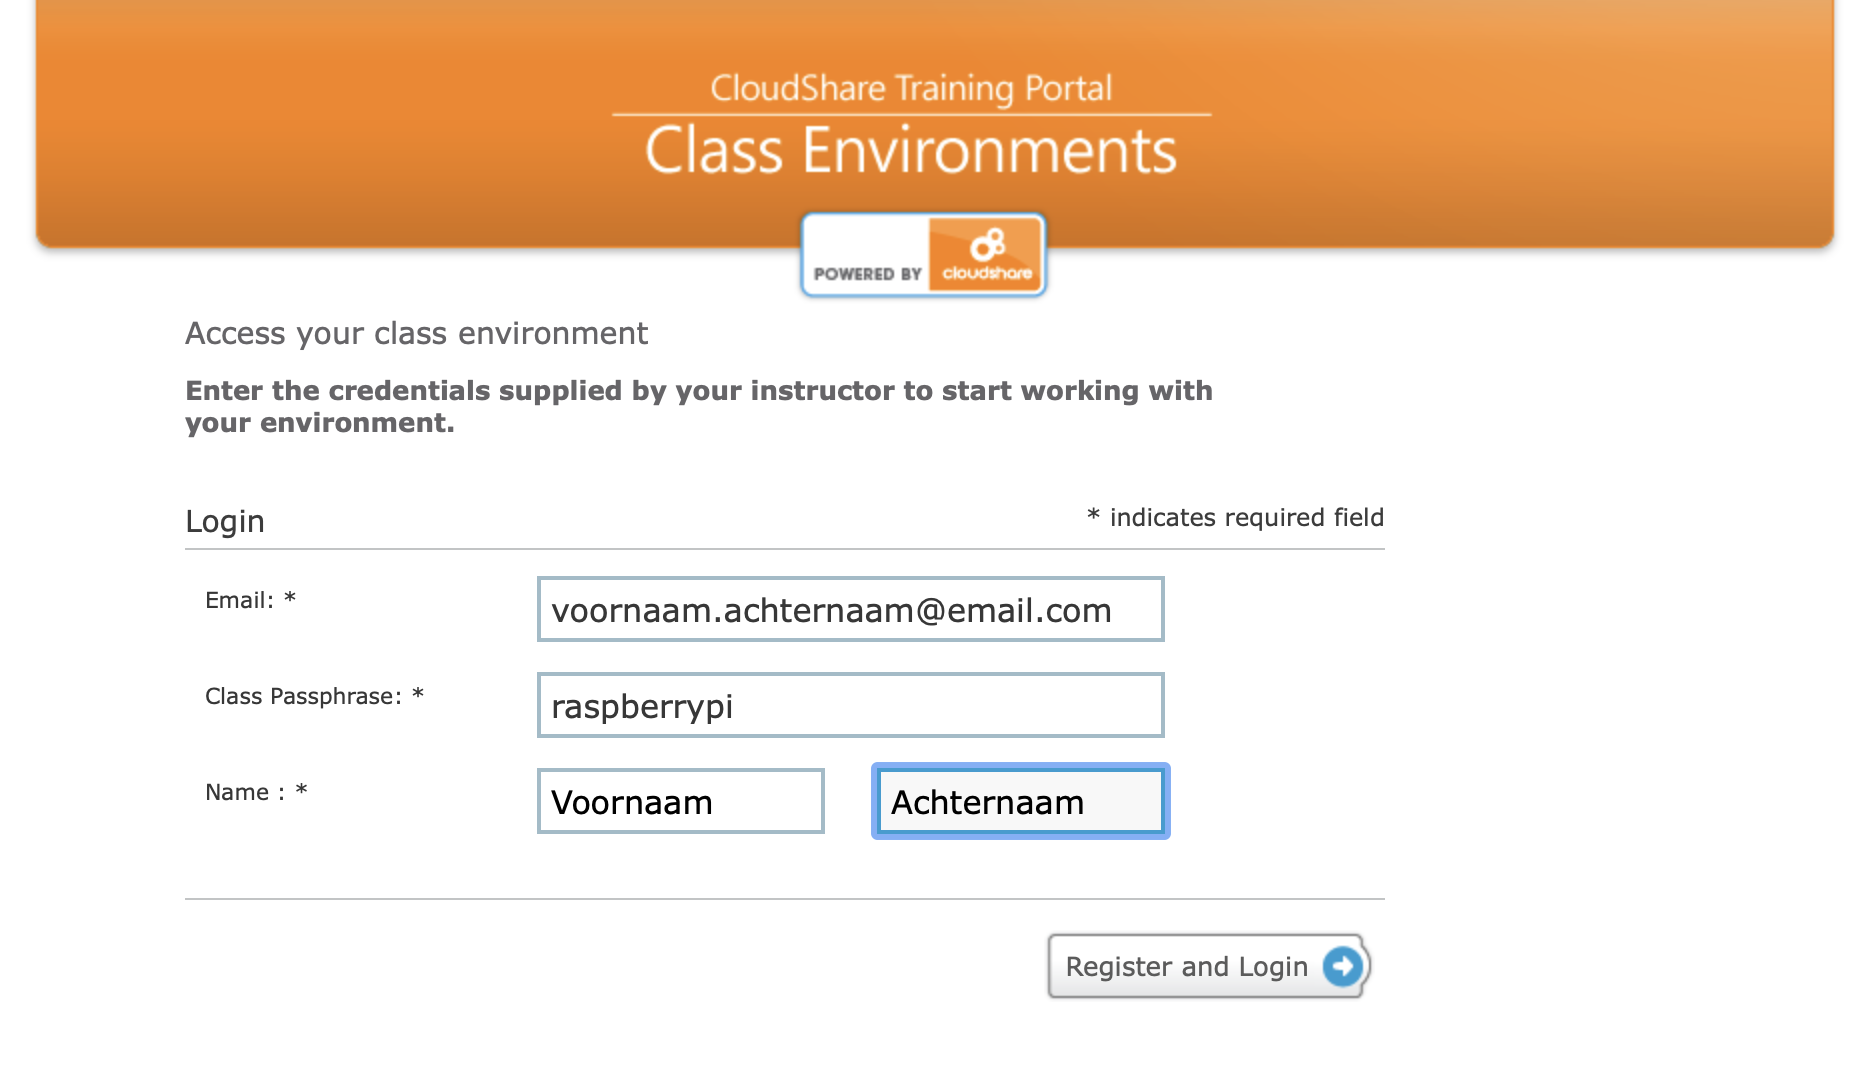 CloudShare Training Portal
Class Environments
POWERED BY cloudshare
Access your class environment
Enter the credentials supplied by your instructor to start working with
your environment.
Login
* indicates required field
Email: *
voornaam.achternaam@email.com
Class Passphrase: *
raspberrypi
Name : *
Voornaam
Achternaam
Register and Login